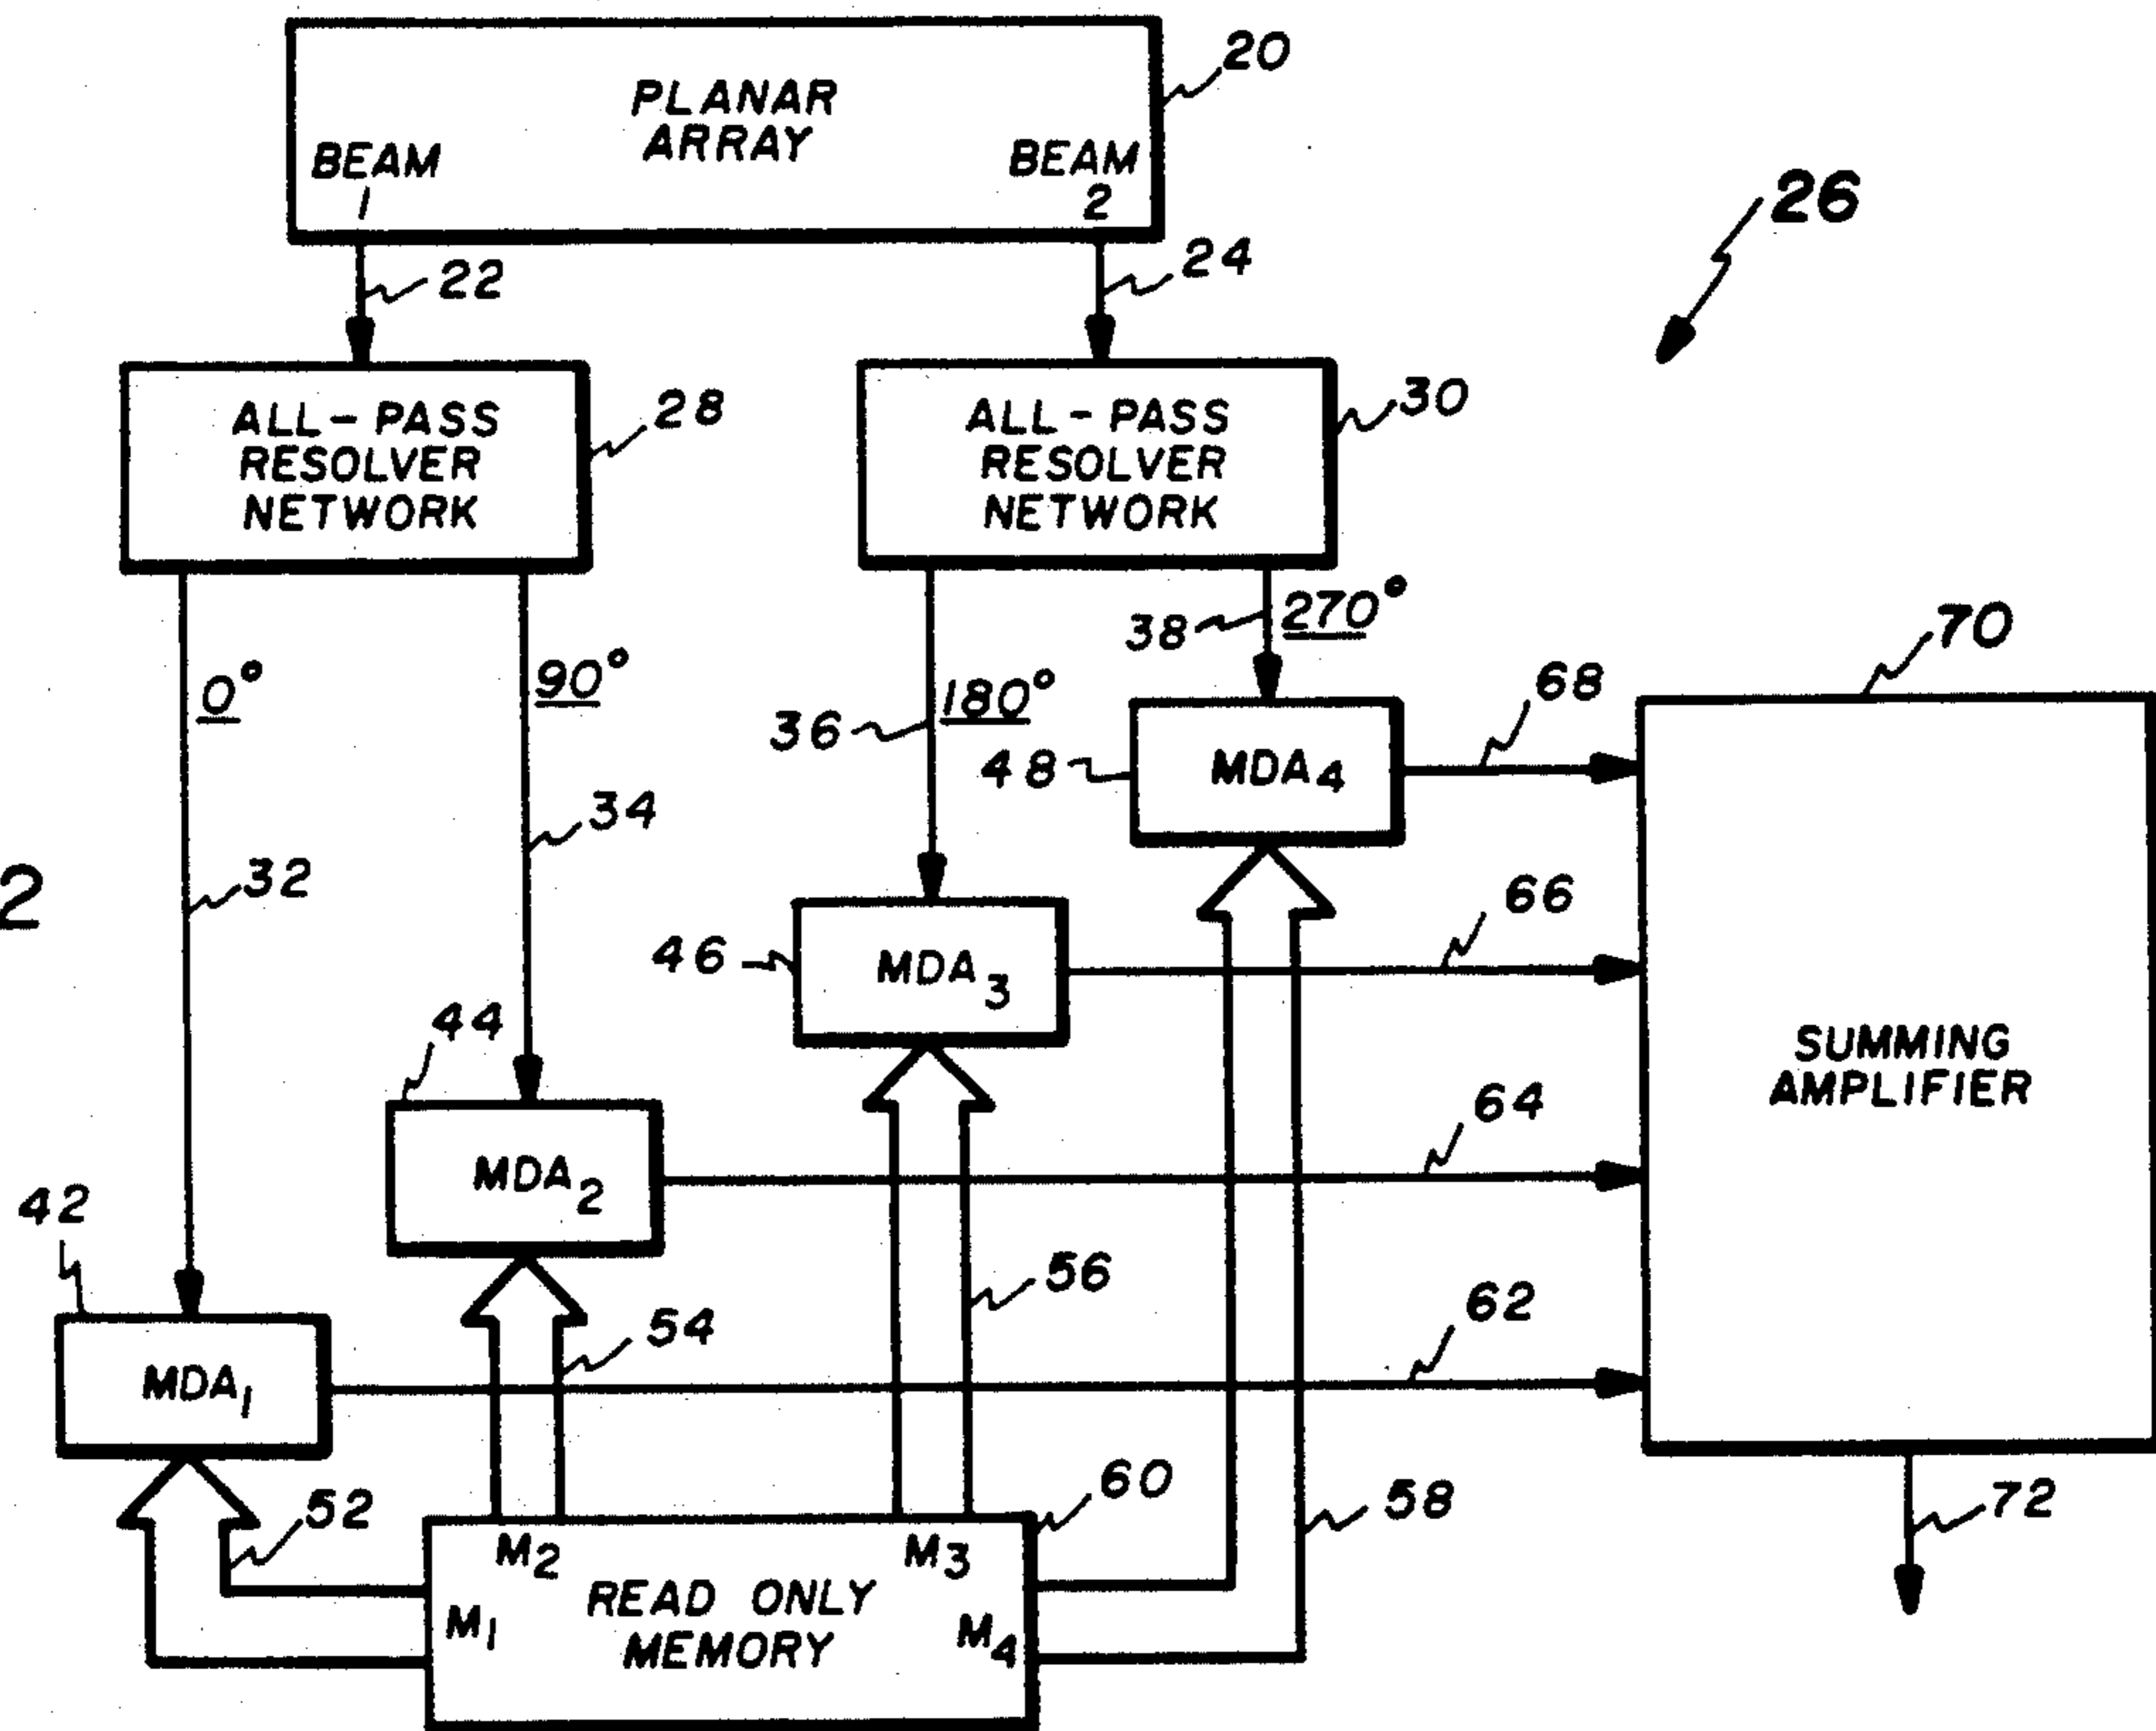 PLANAR
ARRAY
BEAM
1
BEAM
2
20
26
22
24
ALL-PASS
RESOLVER
NETWORK
28
ALL-PASS
RESOLVER
NETWORK
30
0°
90°
180°
38
270°
36
32
34
48
MDA4
68
70
2
46
MDA3
66
44
MDA2
64
SUMMING
AMPLIFIER
42
MDA1
54
56
62
52
60
58
72
M2
M3
M1
READ ONLY
MEMORY
M4